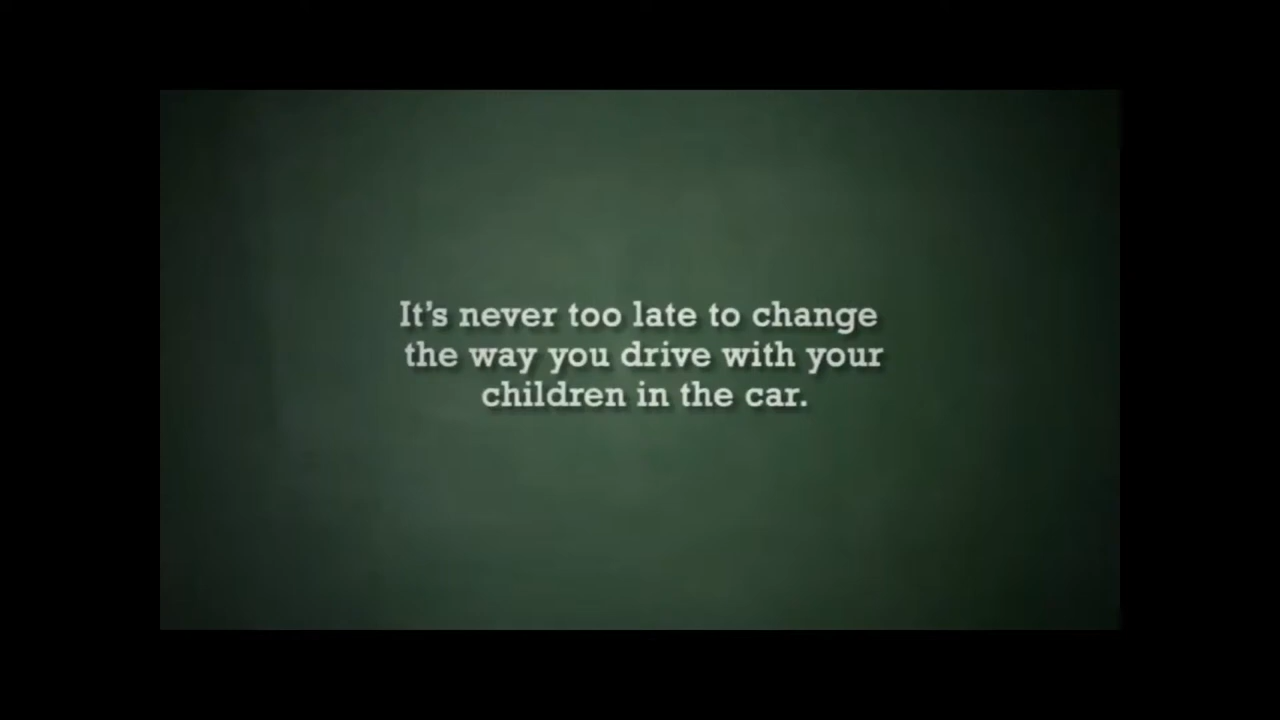 It's never too late to change
the way you drive with your
children in the car.